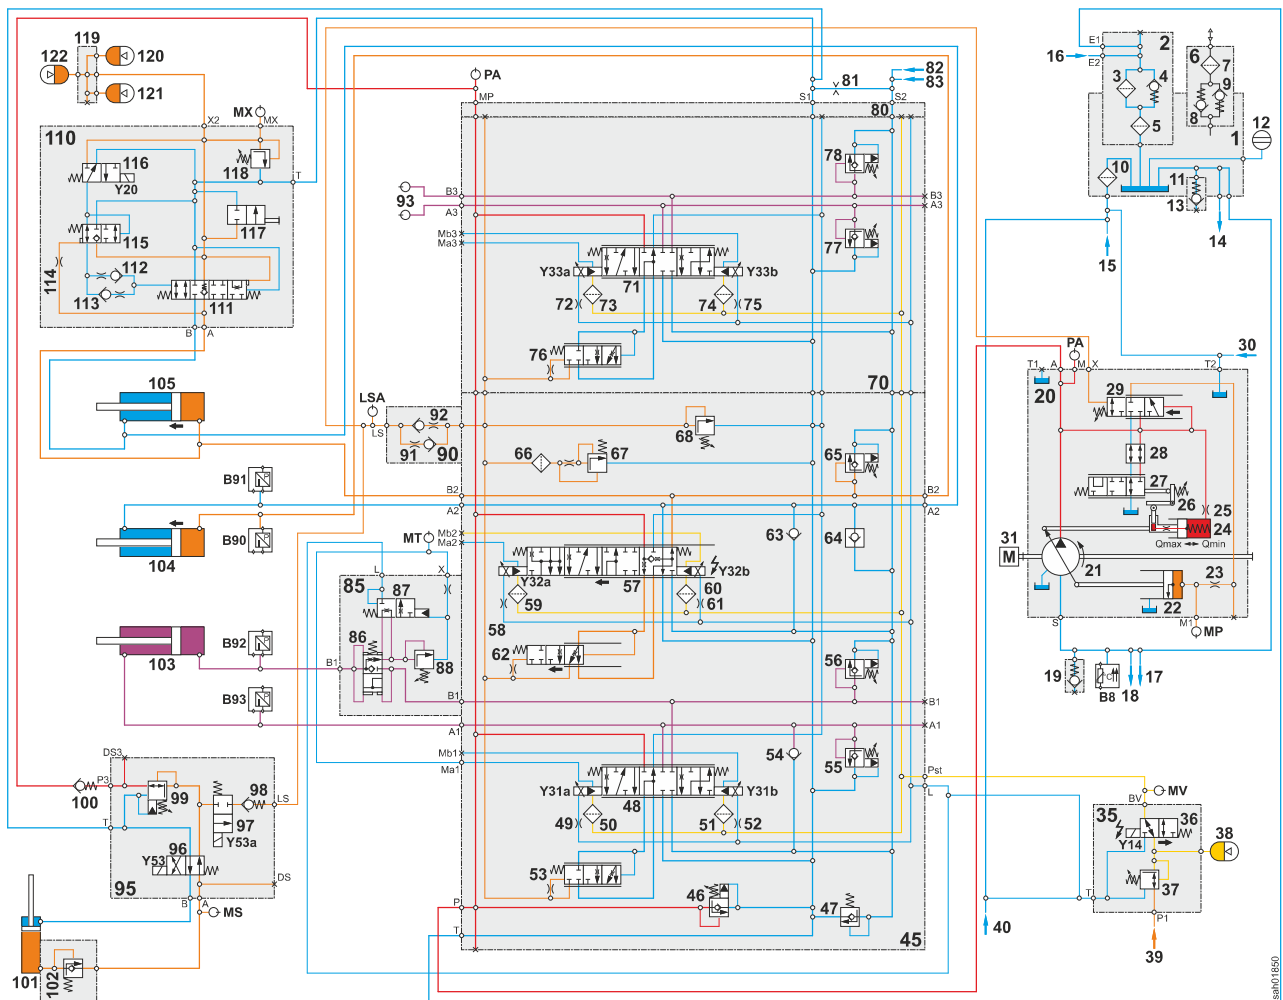 119
122
120
121
110
MX
X2
MX
116
Y20
118
T
115
117
114
112
113
111
B
A
105
104
103
B91
B90
B92
B93
LSA
LS
92
91
90
MT
L
X
85
87
86
88
B1
DS3
P3
100
99
98
LS
97
Y53a
T
96
Y53
95
DS
B
A
MS
101
102
PA
MP
81
82
83
S1
S2
80
78
93
B3
A3
B3
A3
Mb3
Ma3
77
Y33a
71
Y33b
72
73
74
75
76
70
68
66
67
65
B2
A2
B2
A2
Mb2
Ma2
63
64
Y32a
57
Y32b
59
60
58
61
62
56
B1
A1
B1
A1
Mb1
Ma1
54
55
Y31a
48
Y31b
49
50
51
52
53
46
47
P
T
45
Pst
L
E1
E2
16
2
3
4
5
6
7
8
9
1
12
10
11
13
14
15
30
PA
T1
A
M
X
T2
20
29
28
27
26
25
24
Qmax
Qmin
31
M
21
23
22
S
M1
MP
19
B8
18
17
MV
BV
35
36
Y14
38
37
T
P1
40
39
sah01850